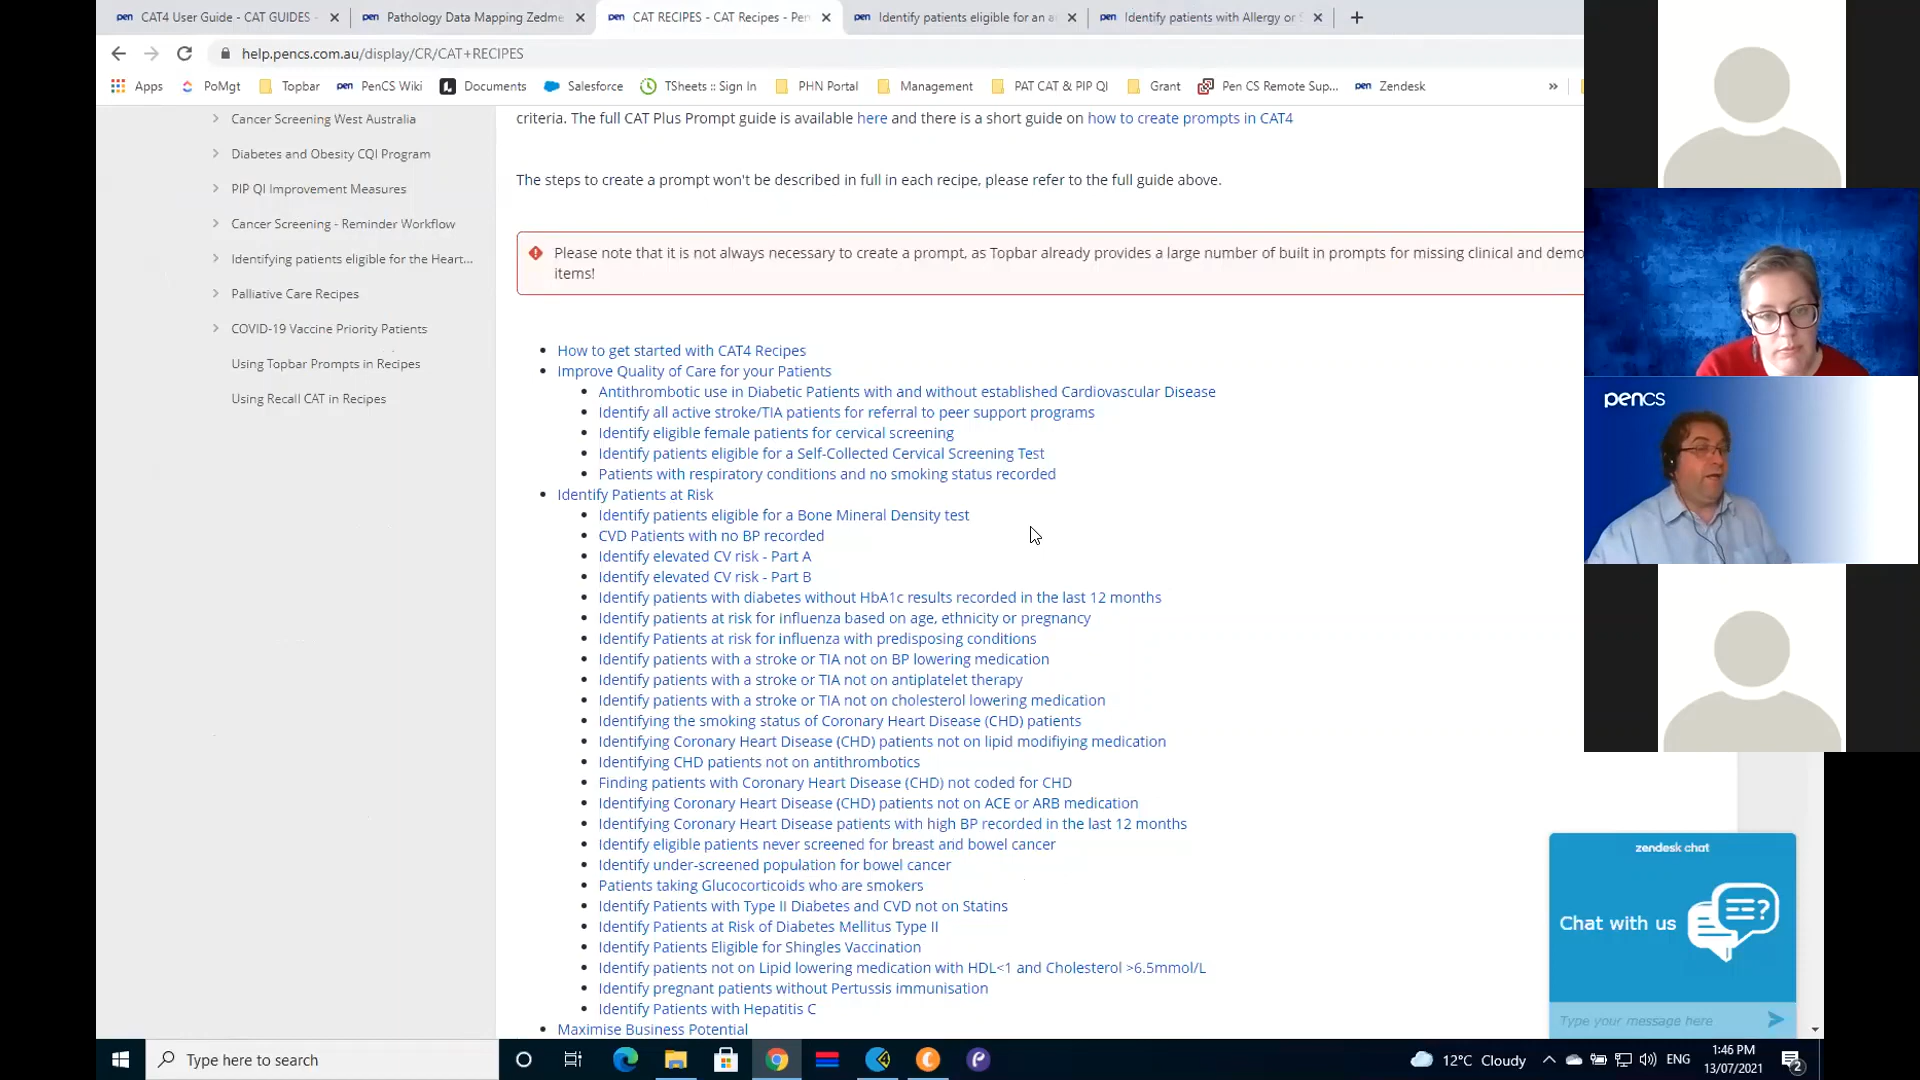 pen CAT4 User Guide - CAT GUIDES -
pen Pathology Data Mapping Zedme
pen CAT RECIPES - CAT Recipes - Pen
pen Identify patients eligible for an a
pen Identify patients with Allergy or S
help.pencs.com.au/display/CR/CAT+RECIPES
Apps PoMgt Topbar pen PenCS Wiki Documents Salesforce TSheets :: Sign In PHN Portal Management PAT CAT & PIP QI Grant Pen CS Remote Sup... pen Zendesk »
Cancer Screening West Australia
Diabetes and Obesity CQI Program
PIP QI Improvement Measures
Cancer Screening - Reminder Workflow
Identifying patients eligible for the Heart...
Palliative Care Recipes
COVID-19 Vaccine Priority Patients
Using Topbar Prompts in Recipes
Using Recall CAT in Recipes
criteria. The full CAT Plus Prompt guide is available here and there is a short guide on how to create prompts in CAT4
The steps to create a prompt won't be described in full in each recipe, please refer to the full guide above.
Please note that it is not always necessary to create a prompt, as Topbar already provides a large number of built in prompts for missing clinical and demo
items!
• How to get started with CAT4 Recipes
• Improve Quality of Care for your Patients
• Antithrombotic use in Diabetic Patients with and without established Cardiovascular Disease
• Identify all active stroke/TIA patients for referral to peer support programs
• Identify eligible female patients for cervical screening
• Identify patients eligible for a Self-Collected Cervical Screening Test
• Patients with respiratory conditions and no smoking status recorded
• Identify Patients at Risk
• Identify patients eligible for a Bone Mineral Density test
• CVD Patients with no BP recorded
• Identify elevated CV risk - Part A
• Identify elevated CV risk - Part B
• Identify patients with diabetes without HbA1c results recorded in the last 12 months
• Identify patients at risk for influenza based on age, ethnicity or pregnancy
• Identify Patients at risk for influenza with predisposing conditions
• Identify patients with a stroke or TIA not on BP lowering medication
• Identify patients with a stroke or TIA not on antiplatelet therapy
• Identify patients with a stroke or TIA not on cholesterol lowering medication
• Identifying the smoking status of Coronary Heart Disease (CHD) patients
• Identifying Coronary Heart Disease (CHD) patients not on lipid modifiying medication
• Identifying CHD patients not on antithrombotics
• Finding patients with Coronary Heart Disease (CHD) not coded for CHD
• Identifying Coronary Heart Disease (CHD) patients not on ACE or ARB medication
• Identifying Coronary Heart Disease patients with high BP recorded in the last 12 months
• Identify eligible patients never screened for breast and bowel cancer
• Identify under-screened population for bowel cancer
• Patients taking Glucocorticoids who are smokers
• Identify Patients with Type II Diabetes and CVD not on Statins
• Identify Patients at Risk of Diabetes Mellitus Type II
• Identify Patients Eligible for Shingles Vaccination
• Identify patients not on Lipid lowering medication with HDL<1 and Cholesterol >6.5mmol/L
• Identify pregnant patients without Pertussis immunisation
• Identify Patients with Hepatitis C
• Maximise Business Potential
pencs
zendesk chat
Chat with us
Type your message here
Type here to search
12°C Cloudy
ENG
1:46 PM
13/07/2021
2